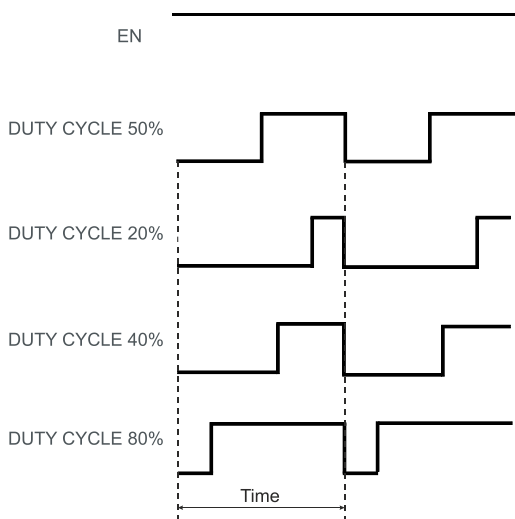 EN
DUTY CYCLE 50%
DUTY CYCLE 20%
DUTY CYCLE 40%
DUTY CYCLE 80%
Time